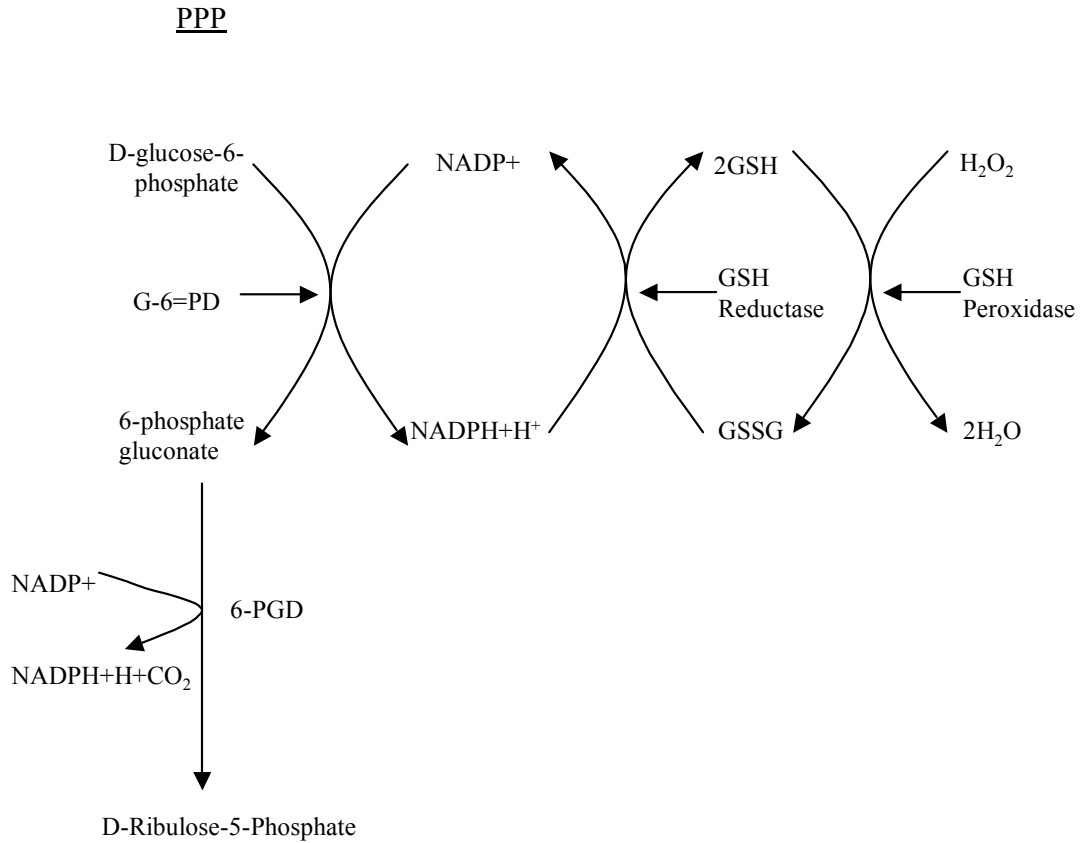 PPP
D-glucose-6-
phosphate
NADP+
2GSH
H₂O₂
G-6=PD
GSH
Reductase
GSH
Peroxidase
6-phosphate
gluconate
NADPH+H⁺
GSSG
2H₂O
NADP+
6-PGD
NADPH+H+CO₂
D-Ribulose-5-Phosphate